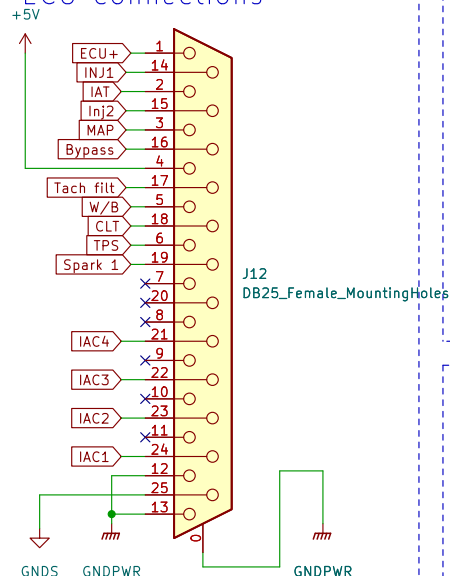 ECU connections
+5V
ECU+ 1
INJ1 14
IAT 2
Inj2 15
MAP 3
Bypass 16
4
Tach filt 17
W/B 5
CLT 18
TPS 6
Spark 1 19
7
J12
20
DB25_Female_MountingHoles
8
IAC4 21
9
IAC3 22
10
IAC2 23
11
IAC1 24
12
25
13
0
GNDS GNDPWR GNDPWR